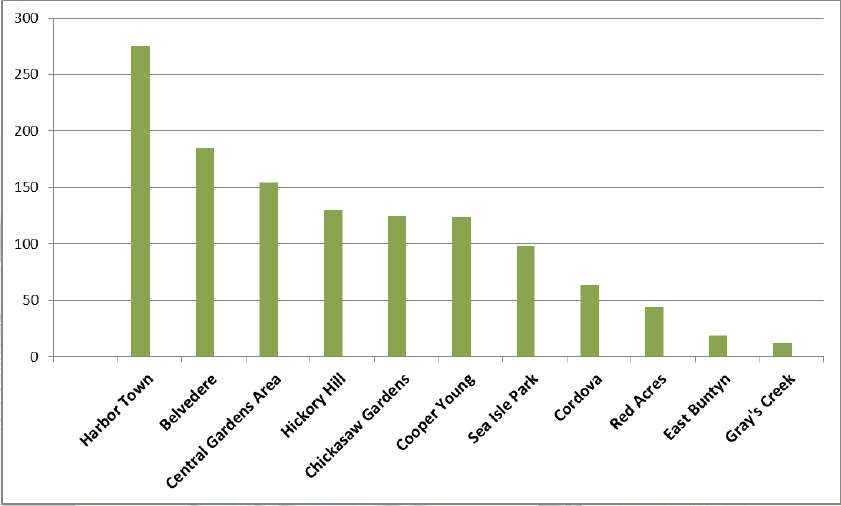 300
250
200
150
100
50
0
Harbor Town
Belvedere
Central Gardens Area
Hickory Hill
Chickasaw Gardens
Cooper Young
Sea Isle Park
Cordova
Red Acres
East Buntyn
Gray's Creek